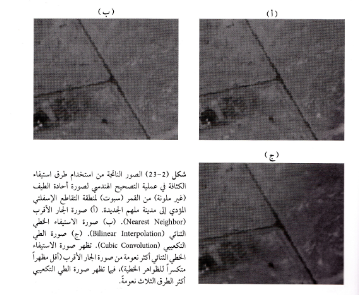 (أ)
(ب)
(ج)
شكل (2-23) الصور الناتجة من استخدام طرق استيفاء
الكثافة في عملية التصحيح الهندسي لصورة أحادة الطيف
(غير ملونة) من القمر (سبوت) لمنطقة التقاطع الإسفلتي
المؤدي إلى مدينة ملهم الجديدة. (أ) صورة الجار الأقرب
(Nearest Neighbor). (ب) صورة الاستيفاء الخطي
الثنائي (Bilinear Interpolation). (ج) صورة الطي
التكعيبي (Cubic Convolution). تظهر صورة الاستيفاء
الخطي الثنائي أكثر نعومة من صورة الجار الأقرب (أقل مظهراً
متكسراً للظواهر الخطية)، فيما تظهر صورة الطي التكعيبي
أكثر الطرق الثلاث نعومةً.